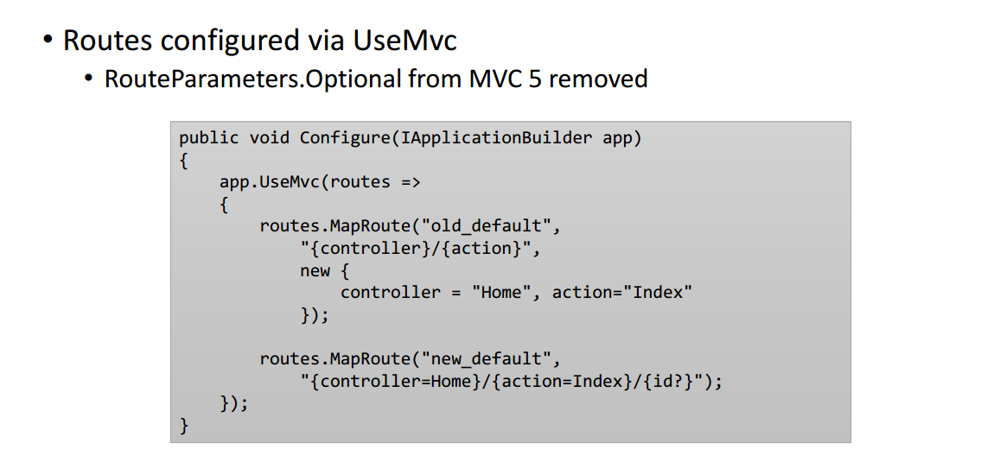 • Routes configured via UseMvc
• RouteParameters.Optional from MVC 5 removed
public void Configure(IApplicationBuilder app)
{
    app.UseMvc(routes =>
    {
        routes.MapRoute("old_default",
            "{controller}/{action}",
            new {
                controller = "Home", action="Index"
            });
        routes.MapRoute("new_default",
            "{controller=Home}/{action=Index}/{id?}");
    });
}